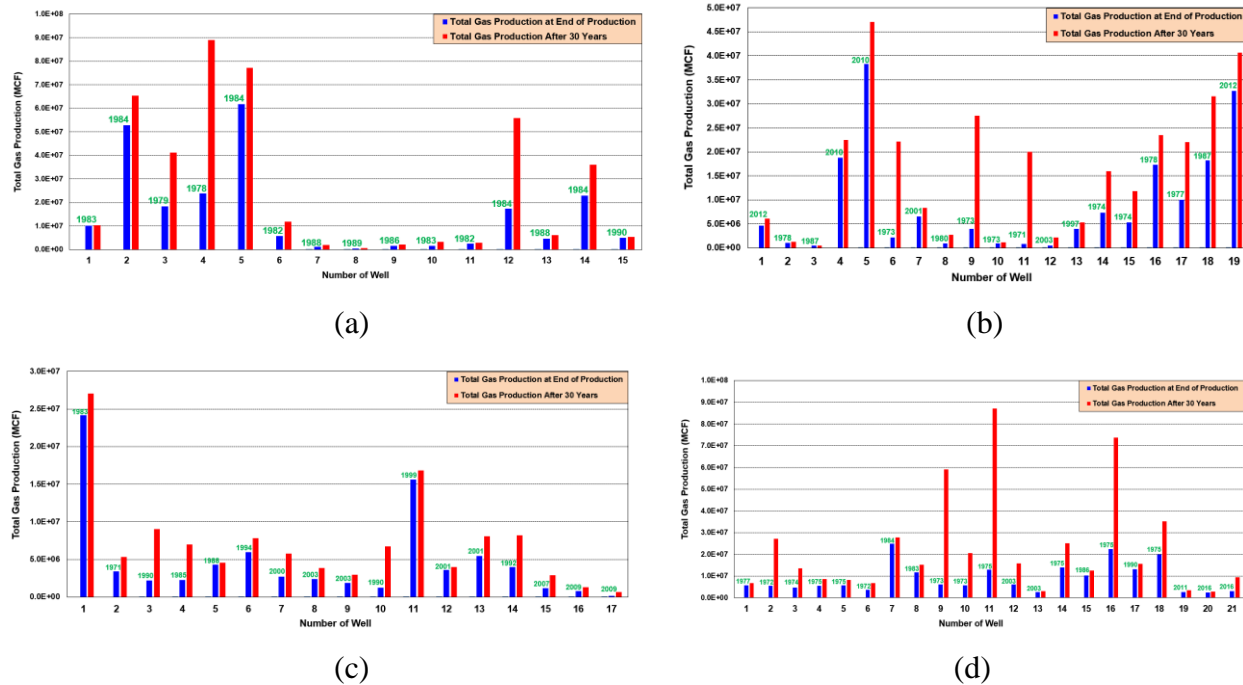 Total Gas Production at End of Production
Total Gas Production After 30 Years
Total Gas Production (MCF)
1.0E+08
9.0E+07
8.0E+07
7.0E+07
6.0E+07
5.0E+07
4.0E+07
3.0E+07
2.0E+07
1.0E+07
0.0E+00
1983 1984 1979 1978 1984 1982 1988 1989 1986 1983 1982 1984 1988 1984 1990
1 2 3 4 5 6 7 8 9 10 11 12 13 14 15
Number of Well
(a)
Total Gas Production at End of Production
Total Gas Production After 30 Years
Total Gas Production (MCF)
5.0E+07
4.5E+07
4.0E+07
3.5E+07
3.0E+07
2.5E+07
2.0E+07
1.5E+07
1.0E+07
5.0E+06
0.0E+00
2012 1978 1987 2010 2010 1973 2001 1980 1973 1973 1971 2003 1997 1974 1974 1978 1977 1987 2012
1 2 3 4 5 6 7 8 9 10 11 12 13 14 15 16 17 18 19
Number of Well
(b)
Total Gas Production at End of Production
Total Gas Production After 30 Years
Total Gas Production (MCF)
3.0E+07
2.5E+07
2.0E+07
1.5E+07
1.0E+07
5.0E+06
0.0E+00
1983 1971 1990 1985 1988 1994 2000 2003 2003 1990 1999 2001 2001 1992 2007 2009 2009
1 2 3 4 5 6 7 8 9 10 11 12 13 14 15 16 17
Number of Well
(c)
Total Gas Production at End of Production
Total Gas Production After 30 Years
Total Gas Production (MCF)
1.0E+08
9.0E+07
8.0E+07
7.0E+07
6.0E+07
5.0E+07
4.0E+07
3.0E+07
2.0E+07
1.0E+07
0.0E+00
1977 1972 1974 1975 1975 1984 1983 1973 1973 1975 2003 2003 1975 1986 1975 1990 1975 2011 2016 2016
1 2 3 4 5 6 7 8 9 10 11 12 13 14 15 16 17 18 19 20 21
Number of Well
(d)